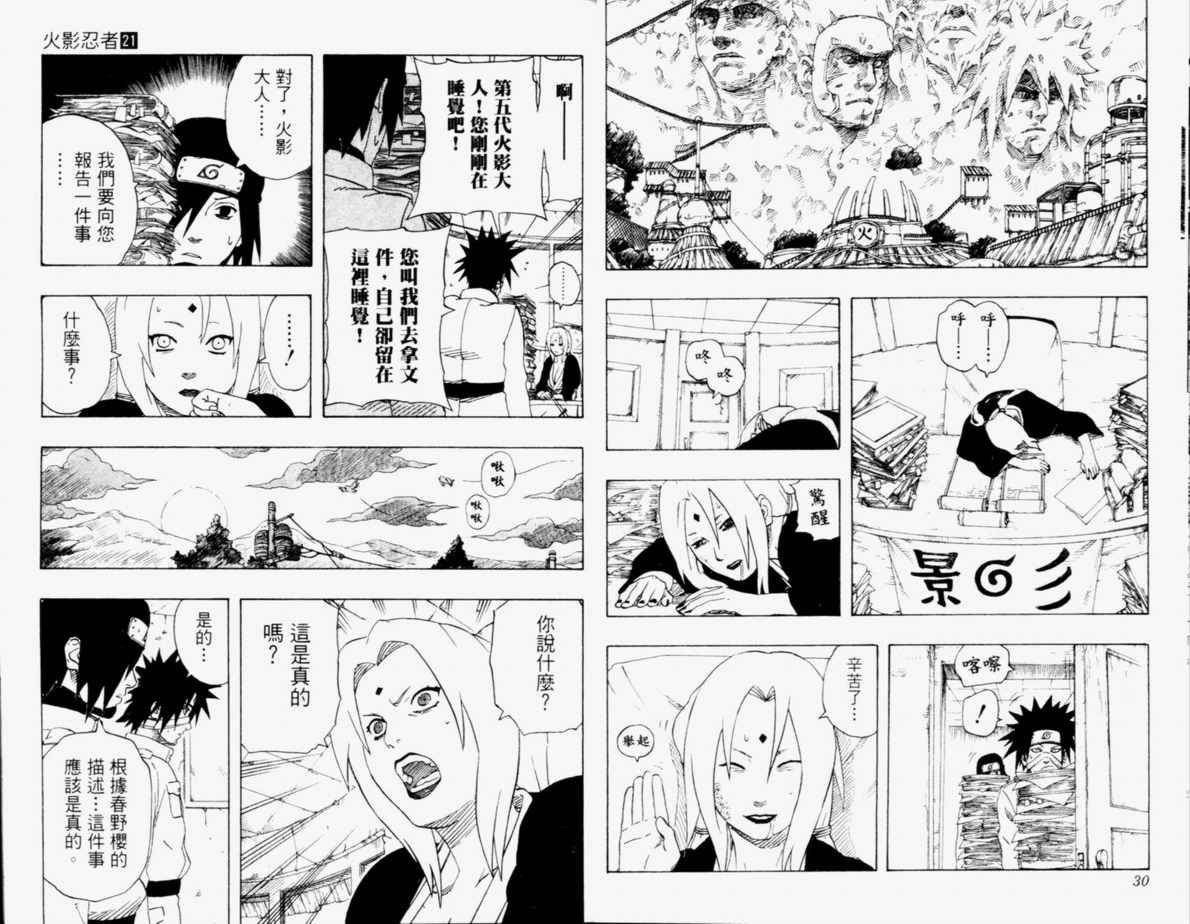 火
呼……
呼……
景彡
咚
咚
驚醒
喀嚓
！
辛苦了…
舉起
30
火影忍者21
啊——
第五代火影大
人！您剛剛在
睡覺吧！
……
您叫我們去拿文
件，自己卻留在
這裡睡覺！
對了，火影
大人……
我們要向您
報告一件事
……
……！
什麼事？
啾
啾
啾
啾
你說什麼？
這是真的
嗎？
是的…
根據春野櫻的
描述…這件事
應該是真的。